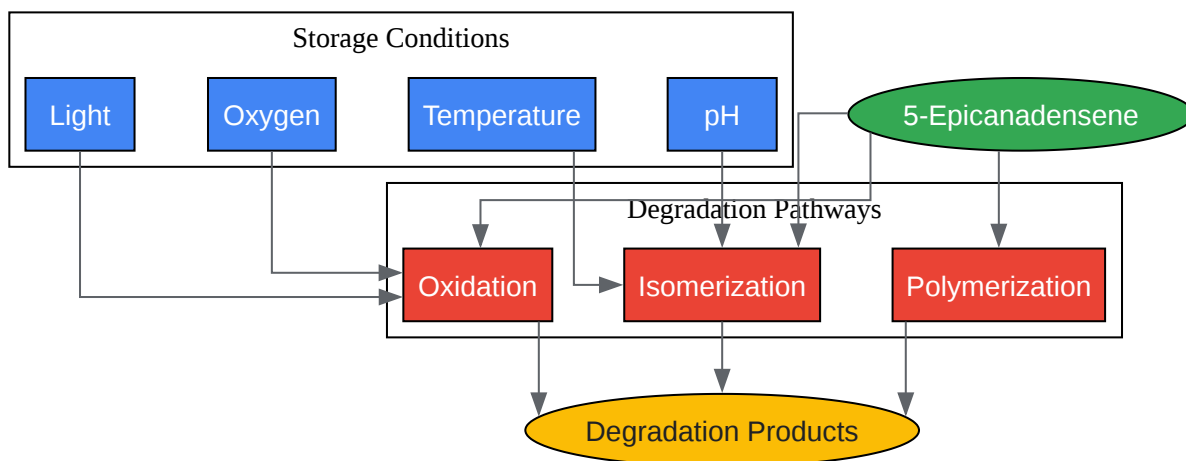 Storage Conditions
Light
Oxygen
Temperature
pH
5-Epicanadensene
Degradation Pathways
Oxidation
Isomerization
Polymerization
Degradation Products